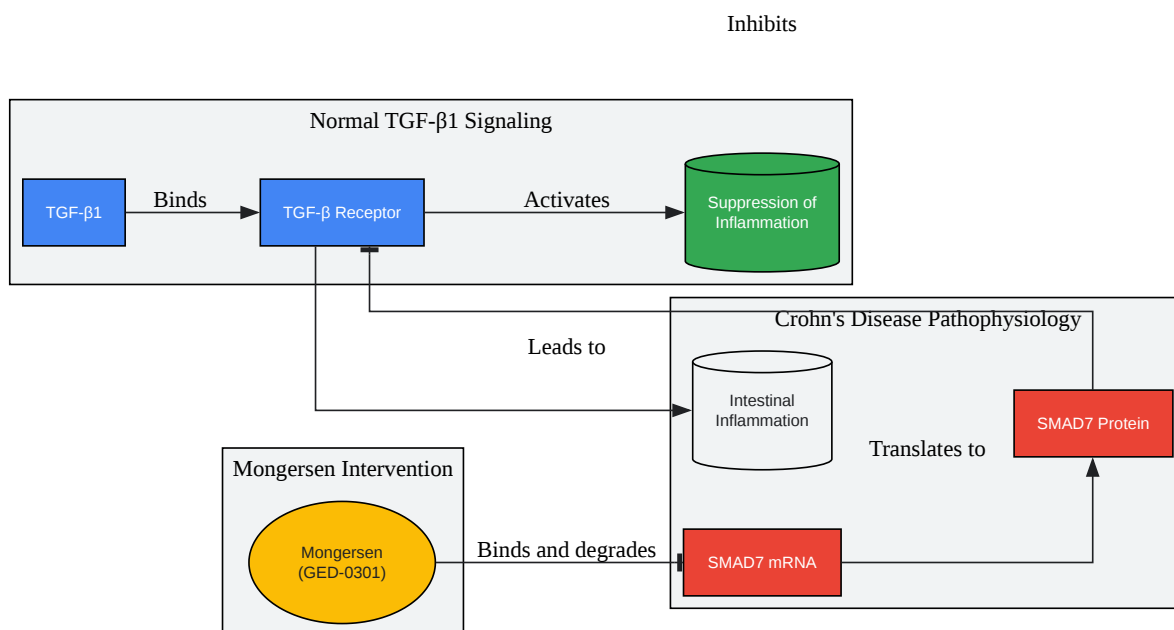 Inhibits
Normal TGF-β1 Signaling
TGF-β1
Binds
TGF-β Receptor
Activates
Suppression of
Inflammation
Crohn's Disease Pathophysiology
Leads to
Intestinal
Inflammation
SMAD7 Protein
Translates to
Mongersen Intervention
Mongersen
(GED-0301)
Binds and degrades
SMAD7 mRNA